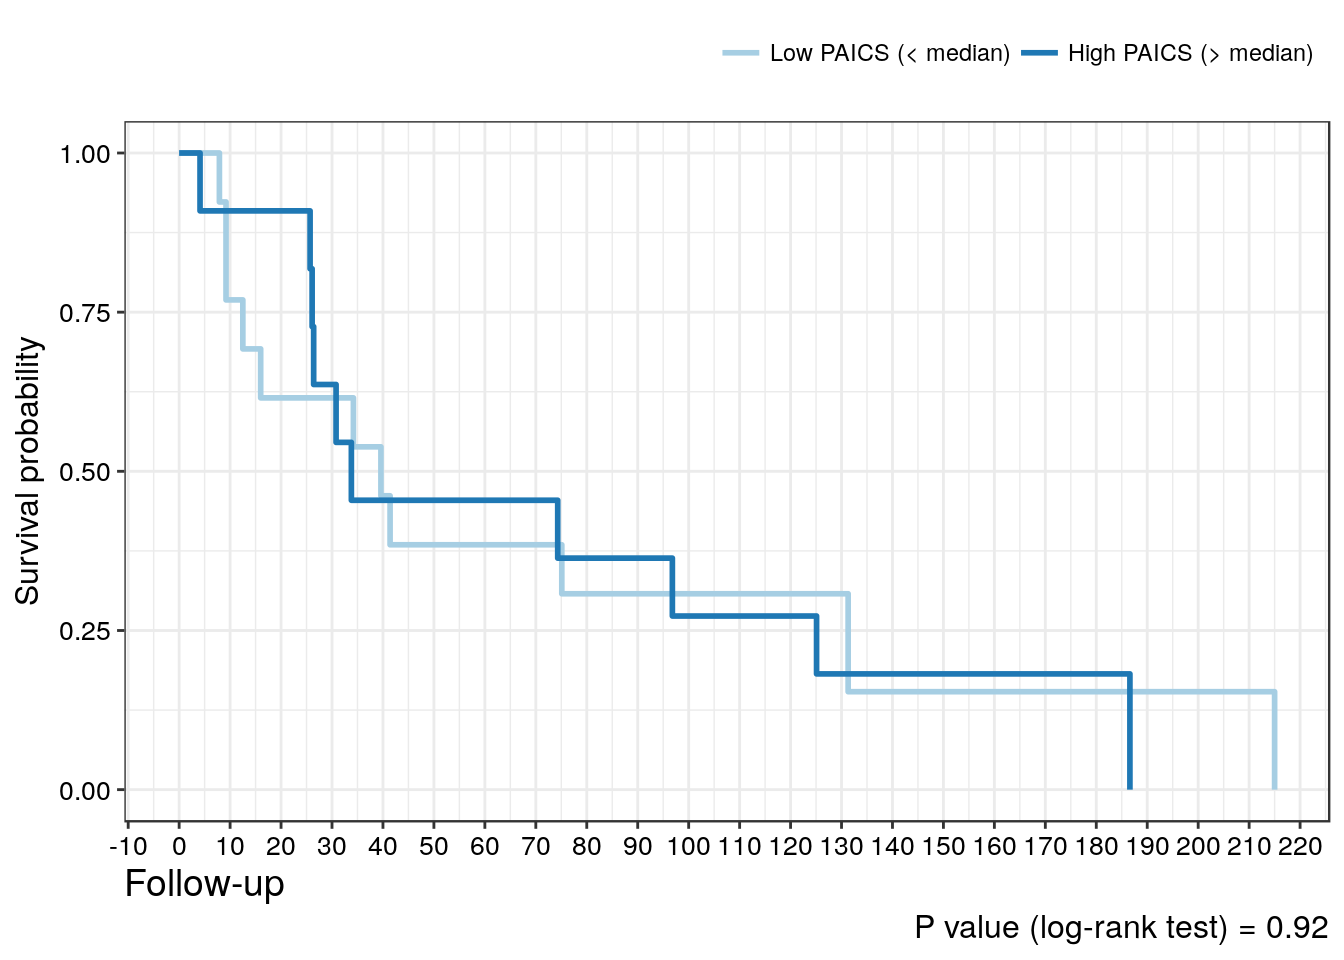 Low PAICS (< median) High PAICS (> median)
1.00
0.75
0.50
0.25
0.00
Survival probability
-10 0 10 20 30 40 50 60 70 80 90 100 110 120 130 140 150 160 170 180 190 200 210 220
Follow-up
P value (log-rank test) = 0.92